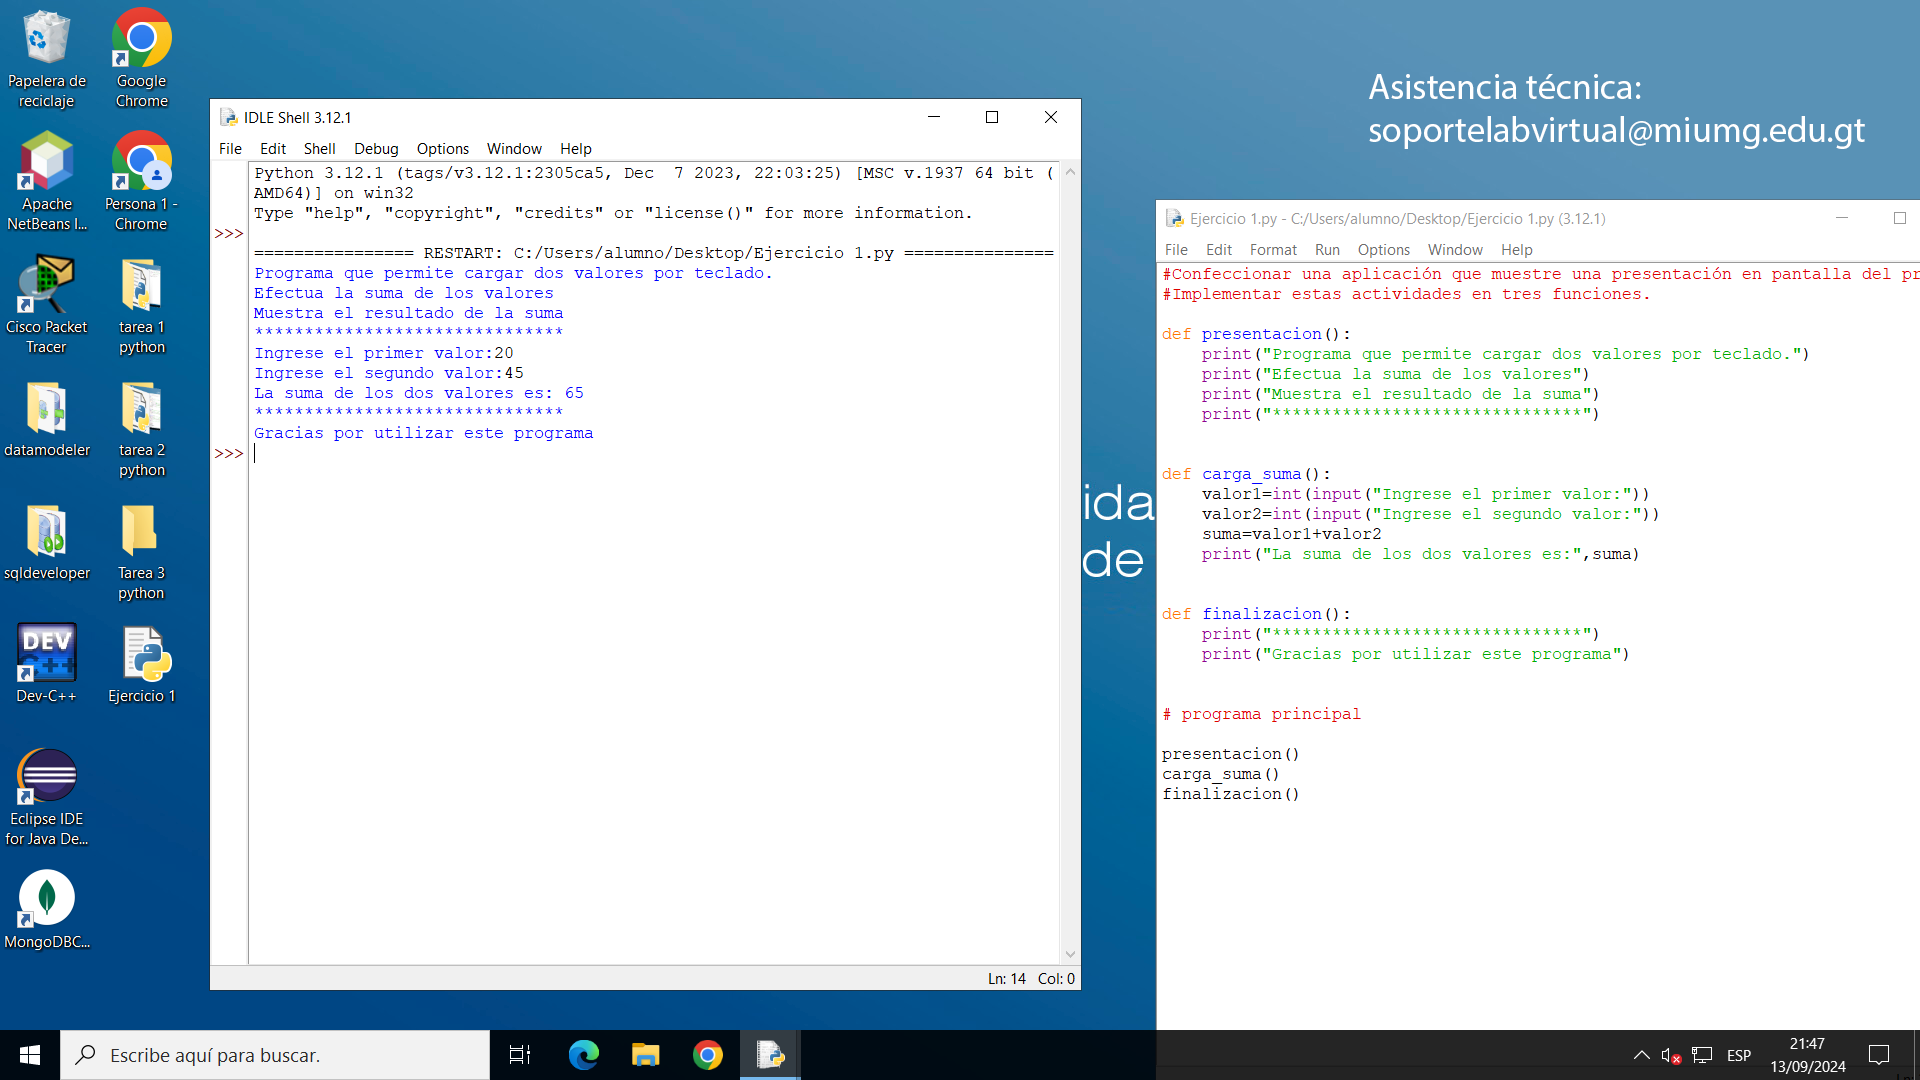 Papelera de
reciclaje
Google
Chrome
Apache
NetBeans I...
Persona 1 -
Chrome
Cisco Packet
Tracer
tarea 1
python
datamodeler
tarea 2
python
sqldeveloper
Tarea 3
python
DEV
C++
Dev-C++
Ejercicio 1
Eclipse IDE
for Java De...
MongoDBC...
Asistencia técnica:
soportelabvirtual@miumg.edu.gt
ida
de
IDLE Shell 3.12.1
File Edit Shell Debug Options Window Help
Python 3.12.1 (tags/v3.12.1:2305ca5, Dec  7 2023, 22:03:25) [MSC v.1937 64 bit (
AMD64)] on win32
Type "help", "copyright", "credits" or "license()" for more information.
>>>
================ RESTART: C:/Users/alumno/Desktop/Ejercicio 1.py ===============
Programa que permite cargar dos valores por teclado.
Efectua la suma de los valores
Muestra el resultado de la suma
*******************************
Ingrese el primer valor:20
Ingrese el segundo valor:45
La suma de los dos valores es: 65
*******************************
Gracias por utilizar este programa
>>>
Ln: 14 Col: 0
Ejercicio 1.py - C:/Users/alumno/Desktop/Ejercicio 1.py (3.12.1)
File Edit Format Run Options Window Help
#Confeccionar una aplicación que muestre una presentación en pantalla del pr
#Implementar estas actividades en tres funciones.
def presentacion():
    print("Programa que permite cargar dos valores por teclado.")
    print("Efectua la suma de los valores")
    print("Muestra el resultado de la suma")
    print("*******************************")
def carga_suma():
    valor1=int(input("Ingrese el primer valor:"))
    valor2=int(input("Ingrese el segundo valor:"))
    suma=valor1+valor2
    print("La suma de los dos valores es:",suma)
def finalizacion():
    print("*******************************")
    print("Gracias por utilizar este programa")
# programa principal
presentacion()
carga_suma()
finalizacion()
Escribe aquí para buscar.
ESP
21:47
13/09/2024